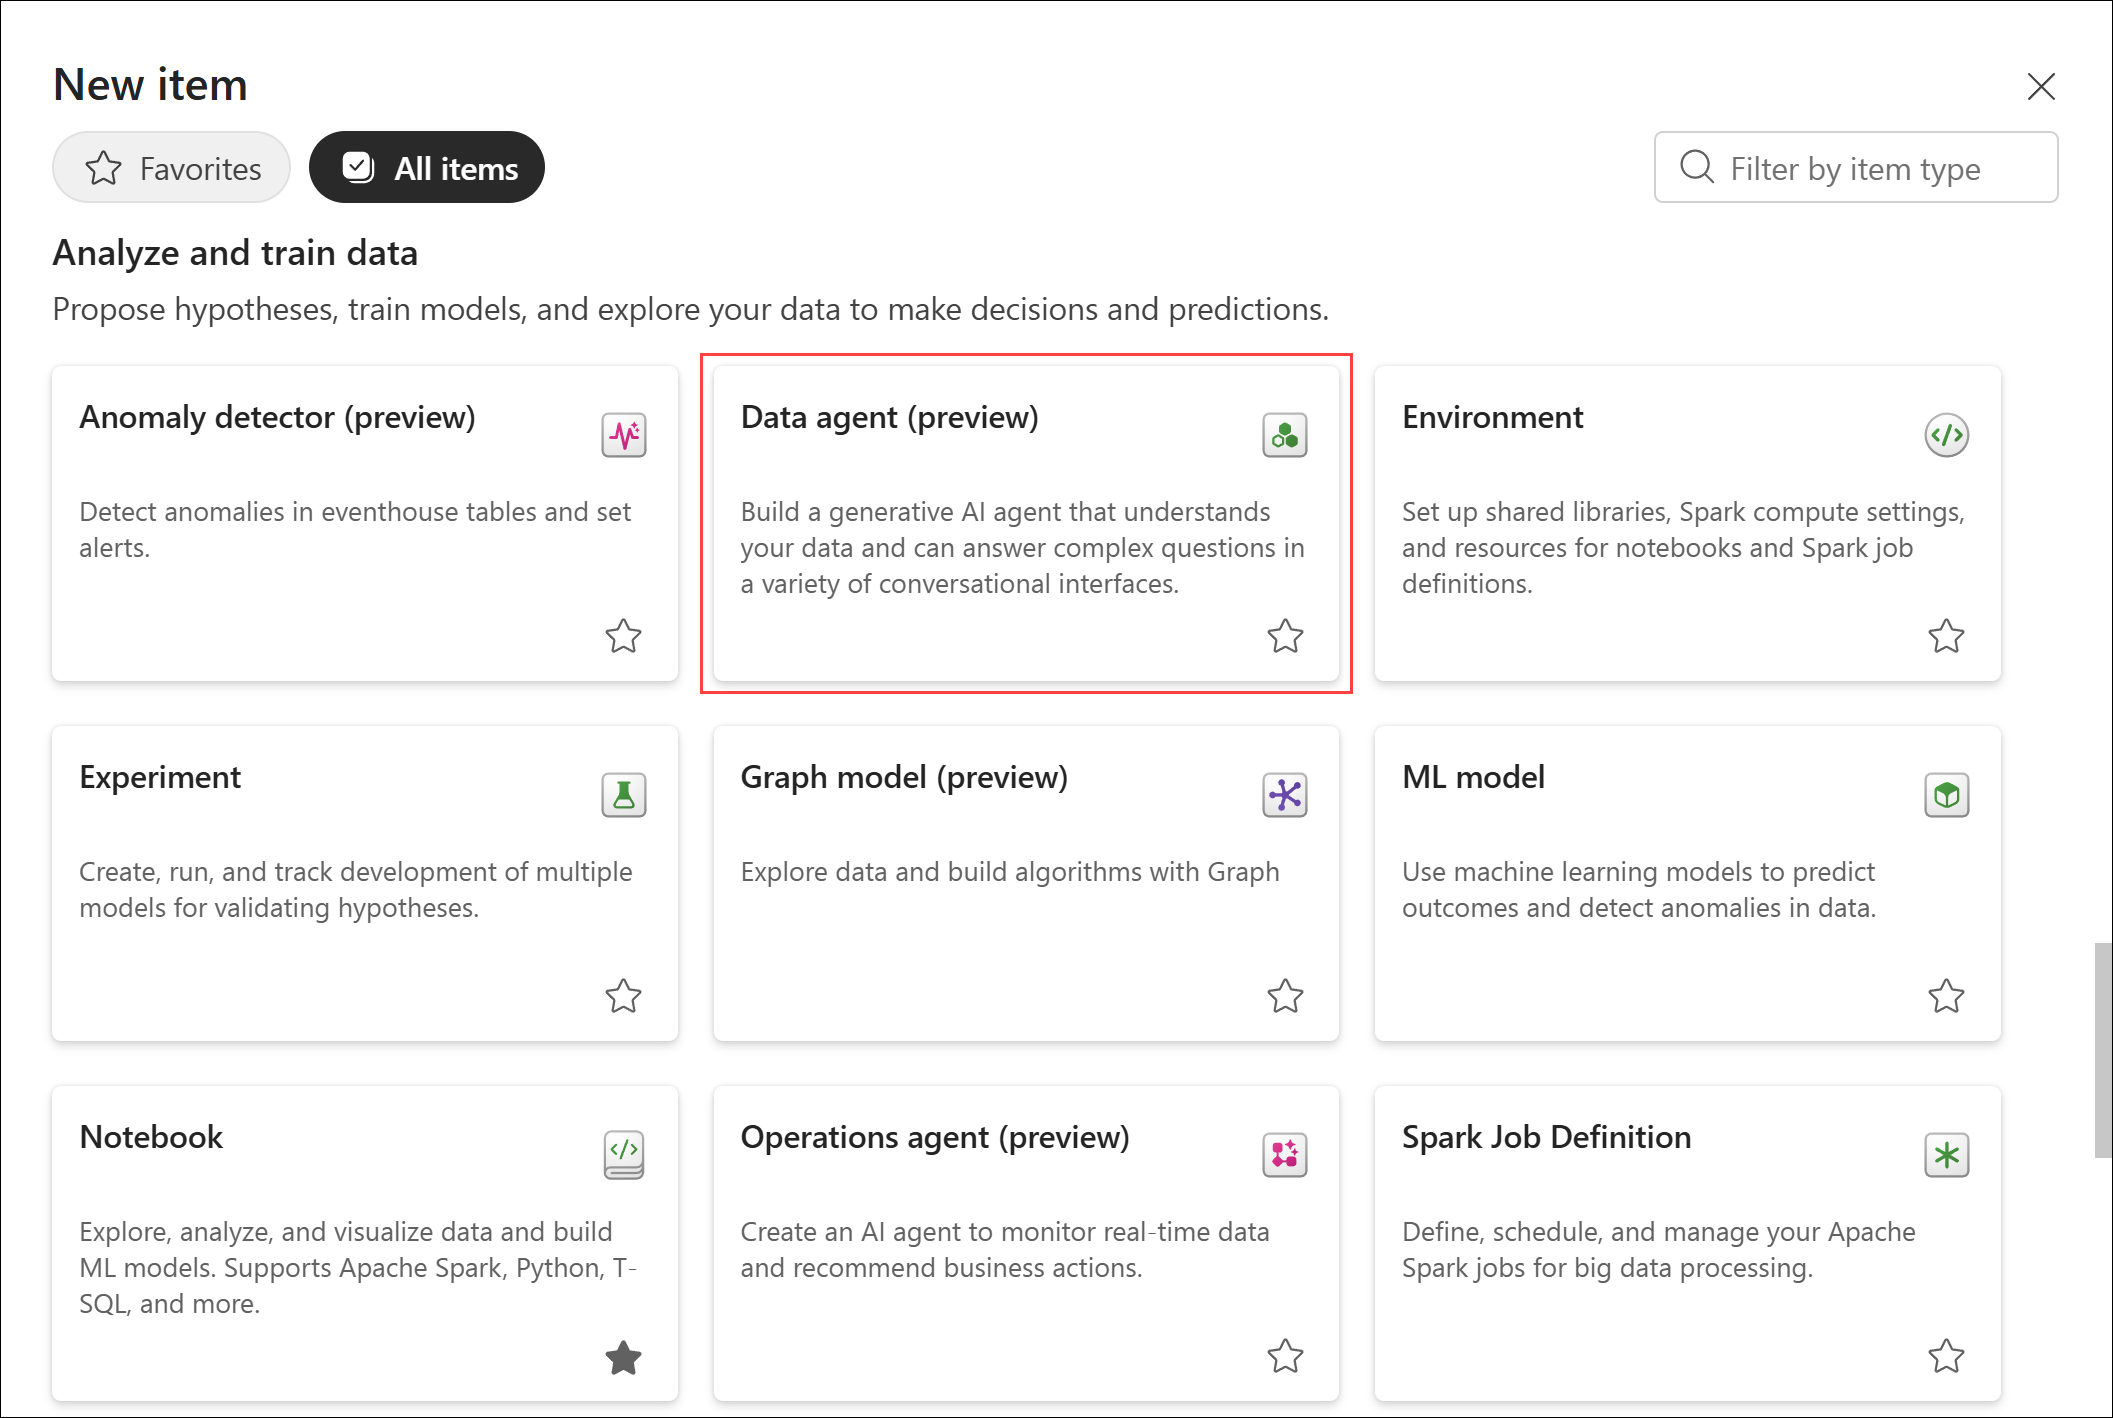 New item
Favorites
All items
Filter by item type
Analyze and train data
Propose hypotheses, train models, and explore your data to make decisions and predictions.
Anomaly detector (preview)
Detect anomalies in eventhouse tables and set
alerts.
Data agent (preview)
Build a generative AI agent that understands
your data and can answer complex questions in
a variety of conversational interfaces.
Environment
Set up shared libraries, Spark compute settings,
and resources for notebooks and Spark job
definitions.
Experiment
Create, run, and track development of multiple
models for validating hypotheses.
Graph model (preview)
Explore data and build algorithms with Graph
ML model
Use machine learning models to predict
outcomes and detect anomalies in data.
Notebook
Explore, analyze, and visualize data and build
ML models. Supports Apache Spark, Python, T-
SQL, and more.
Operations agent (preview)
Create an AI agent to monitor real-time data
and recommend business actions.
Spark Job Definition
Define, schedule, and manage your Apache
Spark jobs for big data processing.